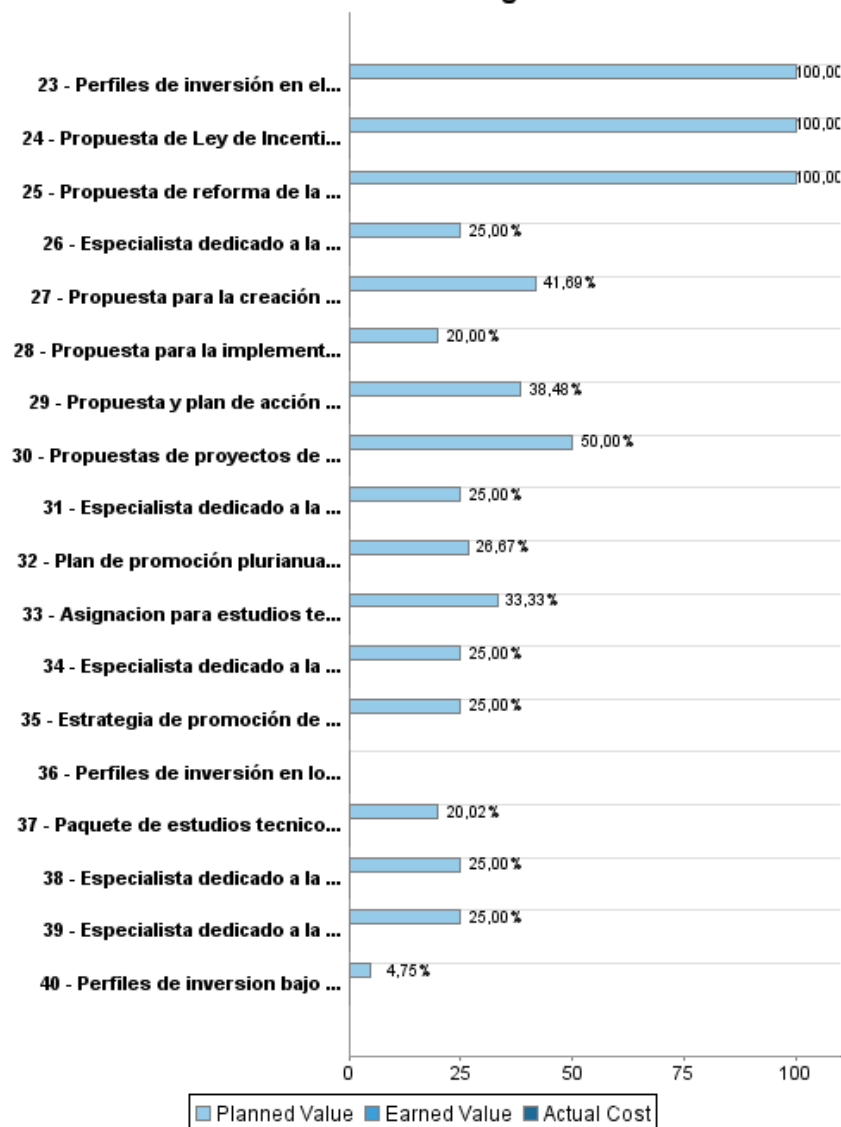 23 - Perfiles de inversión en el...
100,00
24 - Propuesta de Ley de Incenti...
100,00
25 - Propuesta de reforma de la ...
100,00
26 - Especialista dedicado a la ...
25,00%
27 - Propuesta para la creación ...
41,69%
28 - Propuesta para la implement...
20,00%
29 - Propuesta y plan de acción ...
38,48%
30 - Propuestas de proyectos de ...
50,00%
31 - Especialista dedicado a la ...
25,00%
32 - Plan de promoción plurianua...
26,67%
33 - Asignacion para estudios te...
33,33%
34 - Especialista dedicado a la ...
25,00%
35 - Estrategia de promoción de ...
25,00%
36 - Perfiles de inversión en lo...
37 - Paquete de estudios tecnico...
20,02%
38 - Especialista dedicado a la ...
25,00%
39 - Especialista dedicado a la ...
25,00%
40 - Perfiles de inversion bajo ...
4,75%
0 25 50 75 100
Planned Value Earned Value Actual Cost